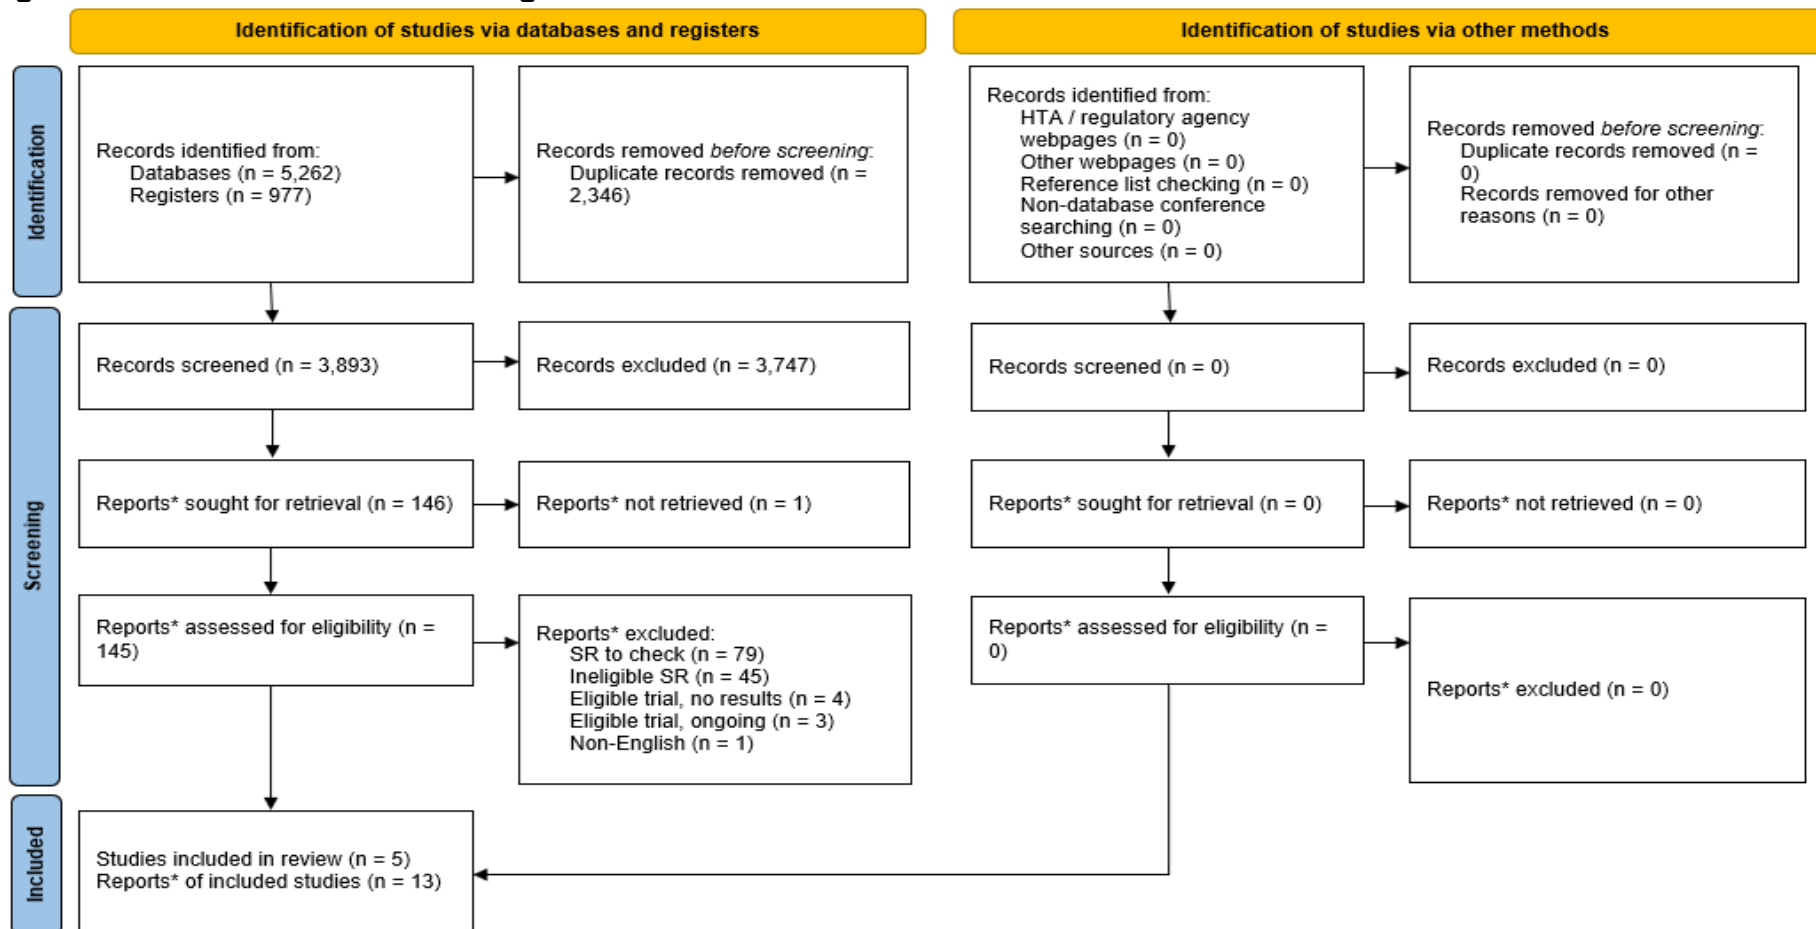 Identification of studies via databases and registers
Identification of studies via other methods
Identification
Records identified from:
Databases (n = 5,262)
Registers (n = 977)
Records removed before screening:
Duplicate records removed (n =
2,346)
Records identified from:
HTA / regulatory agency
webpages (n = 0)
Other webpages (n = 0)
Reference list checking (n = 0)
Non-database conference
searching (n = 0)
Other sources (n = 0)
Records removed before screening:
Duplicate records removed (n =
0)
Records removed for other
reasons (n = 0)
Screening
Records screened (n = 3,893)
Records excluded (n = 3,747)
Records screened (n = 0)
Records excluded (n = 0)
Reports* sought for retrieval (n = 146)
Reports* not retrieved (n = 1)
Reports* sought for retrieval (n = 0)
Reports* not retrieved (n = 0)
Reports* assessed for eligibility (n =
145)
Reports* excluded:
SR to check (n = 79)
Ineligible SR (n = 45)
Eligible trial, no results (n = 4)
Eligible trial, ongoing (n = 3)
Non-English (n = 1)
Reports* assessed for eligibility (n =
0)
Reports* excluded (n = 0)
Included
Studies included in review (n = 5)
Reports* of included studies (n = 13)